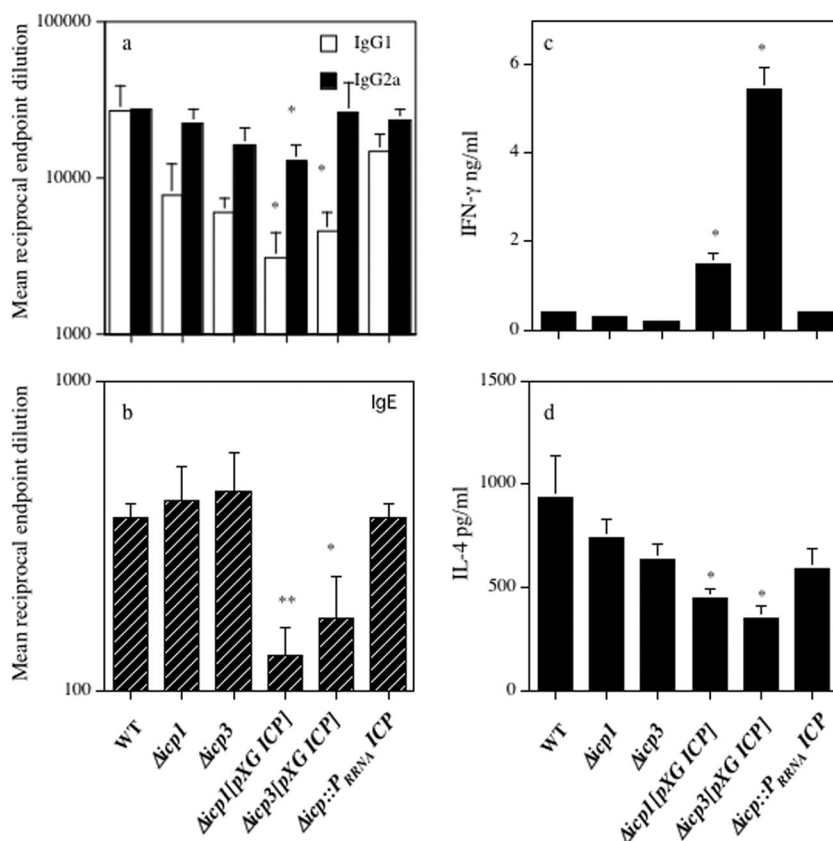 Mean reciprocal endpoint dilution
100000
10000
1000
a
IgG1
IgG2a
*
*
*
Mean reciprocal endpoint dilution
1000
100
b
IgE
**
*
WT
Δicp1
Δicp3
Δicp1[pXG ICP]
Δicp3[pXG ICP]
Δicp::P RRNA ICP
IFN-γ ng/ml
6
4
2
0
c
*
*
IL-4 pg/ml
1500
1000
500
0
d
*
*
WT
Δicp1
Δicp3
Δicp1[pXG ICP]
Δicp3[pXG ICP]
Δicp::P RRNA ICP